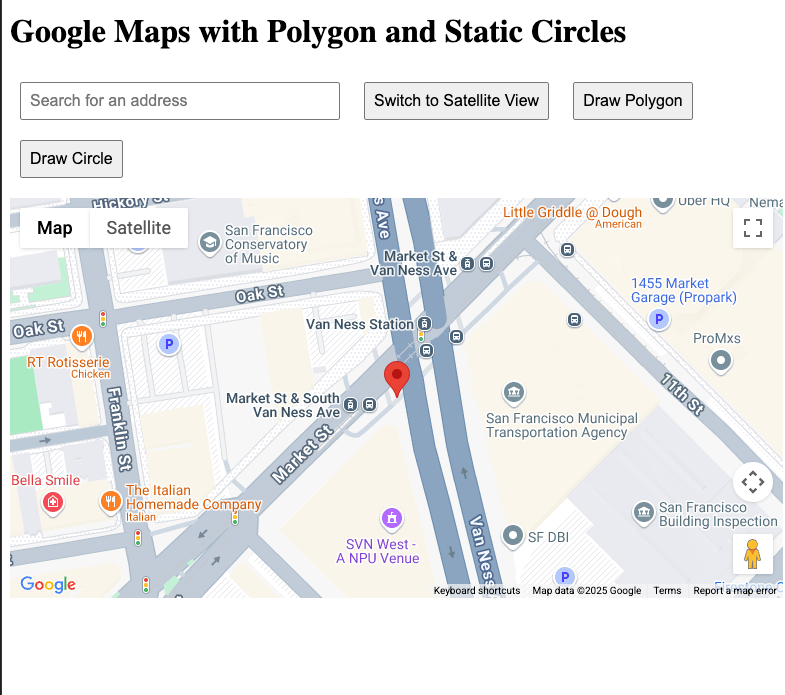 Google Maps with Polygon and Static Circles
Search for an address
Switch to Satellite View
Draw Polygon
Draw Circle
Map
Satellite
Hickory St
s Ave
Little Griddle @ Dough
American
Uber HQ
Nema
San Francisco
Conservatory
of Music
Market St &
Van Ness Ave
Oak St
1455 Market
Garage (Propark)
P
Oak St
Van Ness Station
P
ProMxs
RT Rotisserie
Chicken
Franklin St
Market St & South
Van Ness Ave
11th St
San Francisco Municipal
Transportation Agency
Market St
Bella Smile
The Italian
Homemade Company
Italian
San Francisco
Building Inspection
SVN West -
A NPU Venue
Van Ness
SF DBI
P
Google
Keyboard shortcuts
Map data ©2025 Google
Terms
Report a map error